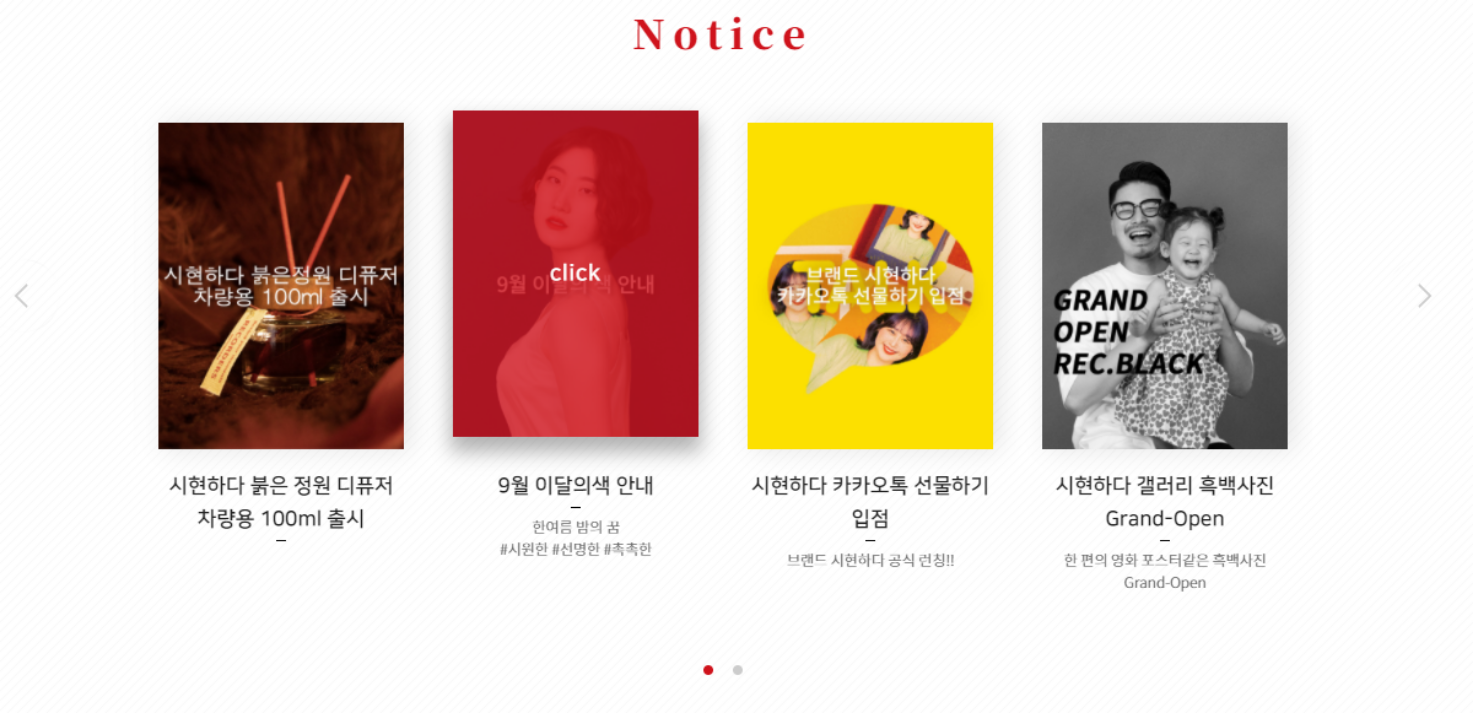 Notice
시현하다 붉은정원 디퓨저
차량용 100ml 출시
click
9월 이달의색 안내
브랜드 시현하다
카카오톡 선물하기 입점
GRAND
OPEN
REC.BLACK
RECORDERS
시현하다 붉은 정원 디퓨저
차량용 100ml 출시
9월 이달의색 안내
한여름 밤의 꿈
#시원한 #선명한 #촉촉한
시현하다 카카오톡 선물하기
입점
브랜드 시현하다 공식 런칭!!
시현하다 갤러리 흑백사진
Grand-Open
한 편의 영화 포스터같은 흑백사진
Grand-Open